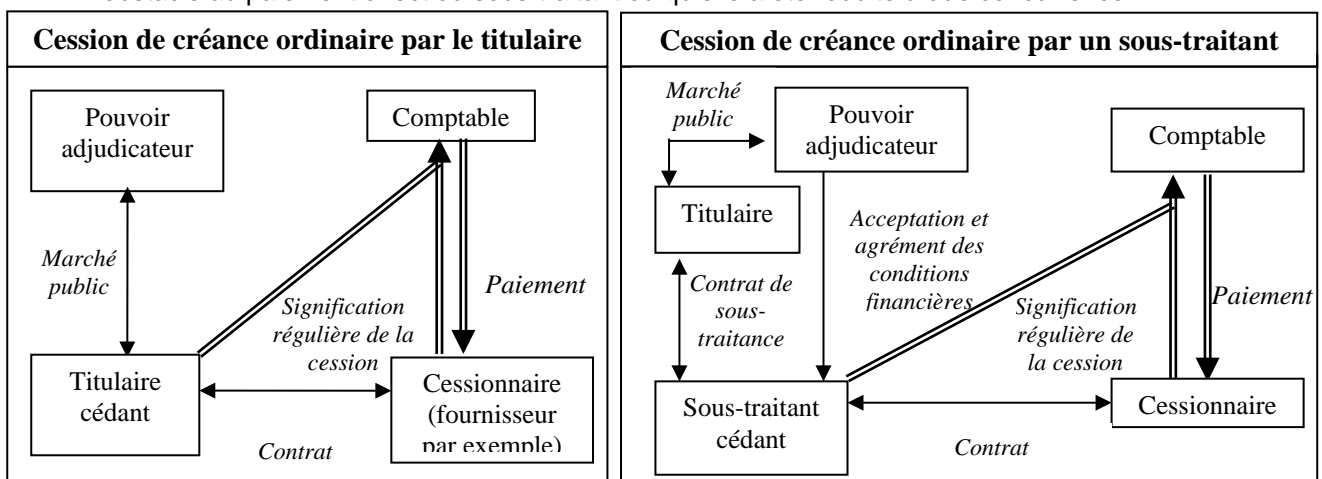 Cession de créance ordinaire par le titulaire
Pouvoir
adjudicateur
Comptable
Marché
public
Signification
régulière de la
cession
Paiement
Titulaire
cédant
Cessionnaire
(fournisseur
par exemple)
Contrat
Cession de créance ordinaire par un sous-traitant
Marché
public
Pouvoir
adjudicateur
Comptable
Titulaire
Acceptation et
agrément des
conditions
financières
Contrat de
sous-
traitance
Signification
régulière de
la cession
Paiement
Sous-traitant
cédant
Cessionnaire
Contrat